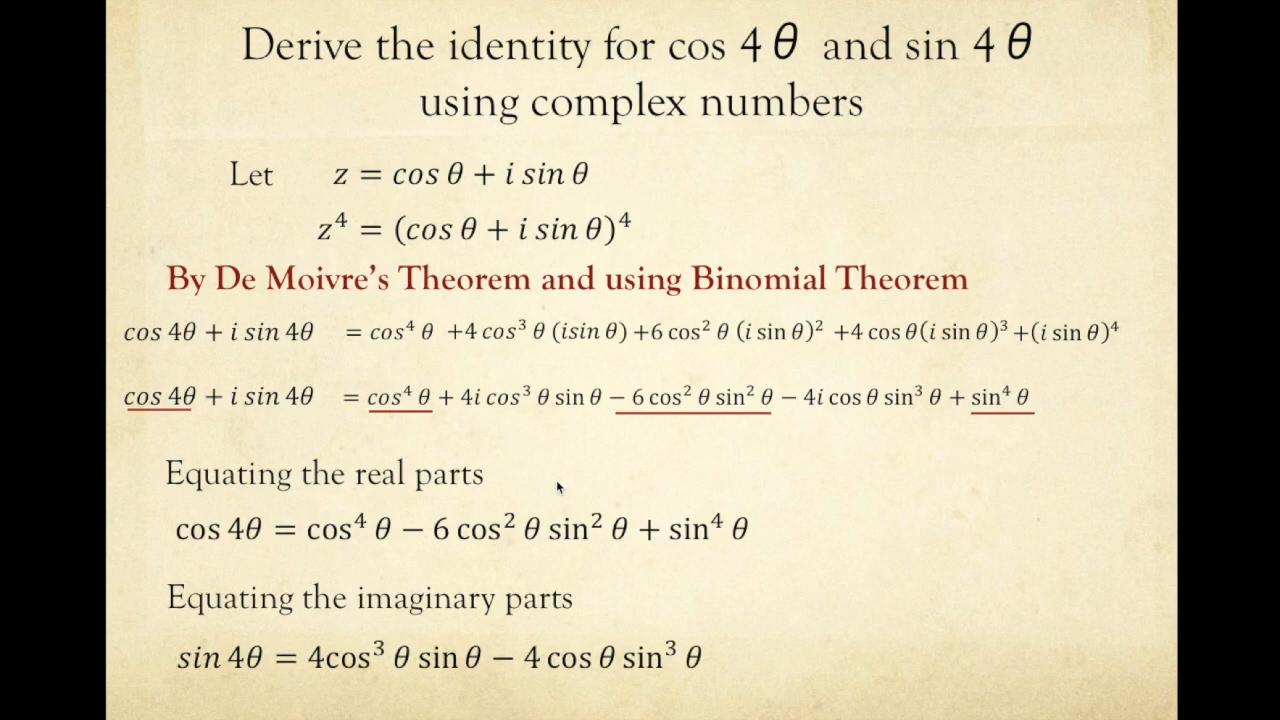 Derive the identity for cos 4 θ and sin 4 θ
using complex numbers
Let z = cos θ + i sin θ
z⁴ = (cos θ + i sin θ)⁴
By De Moivre's Theorem and using Binomial Theorem
cos 4θ + i sin 4θ = cos⁴ θ +4 cos³ θ (isin θ) +6 cos² θ (i sin θ)² +4 cos θ(i sin θ)³ +(i sin θ)⁴
cos 4θ + i sin 4θ = cos⁴ θ + 4i cos³ θ sin θ − 6 cos² θ sin² θ − 4i cos θ sin³ θ + sin⁴ θ
Equating the real parts
cos 4θ = cos⁴ θ − 6 cos² θ sin² θ + sin⁴ θ
Equating the imaginary parts
sin 4θ = 4cos³ θ sin θ − 4 cos θ sin³ θ